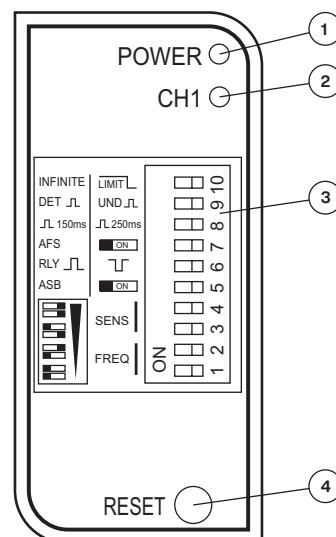 POWER
1
CH1
2
INFINITE LIMIT
DET UND
150ms 250ms
AFS ON
RLY
ASB ON
SENS
FREQ
ON
10
9
8
7
6
5
4
3
2
1
3
RESET
4